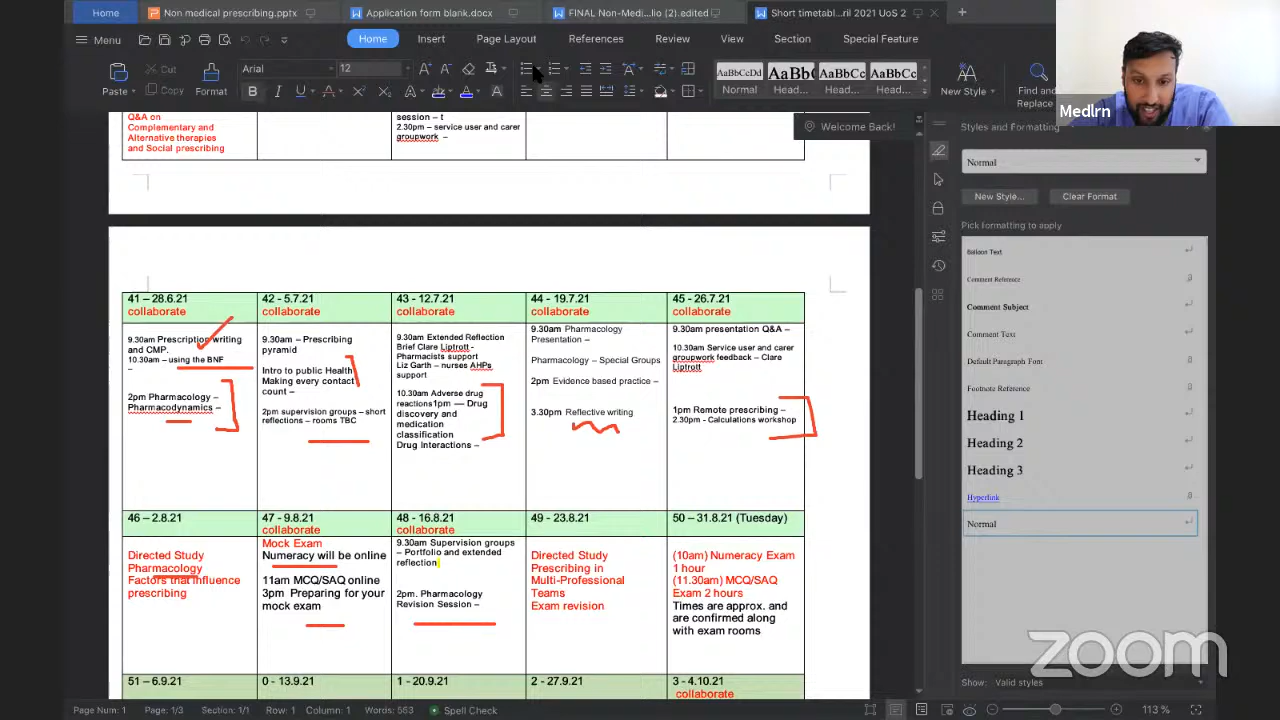 Home
Non medical prescribing.pptx
Application form blank.docx
FINAL Non-Medi...lio (2).edited
Short timetabl...ril 2021 UoS 2
Menu
Home
Insert
Page Layout
References
Review
View
Section
Special Feature
Paste
Cut
Copy
Format
Arial
12
AaBbCcDd
Normal
AaBb(
Head...
AaBbCc
Head...
AaBbCc
Head...
New Style
Find and
Replace
Medlrn
Welcome Back!
Q&A on
Complementary and
Alternative therapies
and Social prescribing
session – t
2.30pm – service user and carer
groupwork –
41 – 28.6.21
collaborate
42 - 5.7.21
collaborate
43 - 12.7.21
collaborate
44 - 19.7.21
collaborate
45 - 26.7.21
collaborate
9.30am Prescription writing
and CMP.
10.30am – using the BNF
–
2pm Pharmacology –
Pharmacodynamics –
9.30am – Prescribing
pyramid
Intro to public Health
Making every contact
count –
2pm supervision groups – short
reflections – rooms TBC
9.30am Extended Reflection
Brief Clare Liptrott -
Pharmacists support
Liz Garth – nurses AHPs
support
10.30am Adverse drug
reactions1pm –– Drug
discovery and
medication
classification
Drug Interactions –
9.30am Pharmacology
Presentation –
Pharmacology – Special Groups
2pm Evidence based practice –
3.30pm Reflective writing
9.30am presentation Q&A –
10.30am Service user and carer
groupwork feedback – Clare
Liptrott
1pm Remote prescribing –
2.30pm - Calculations workshop
46 – 2.8.21
47 - 9.8.21
collaborate
48 - 16.8.21
collaborate
49 - 23.8.21
50 – 31.8.21 (Tuesday)
Directed Study
Pharmacology
Factors that influence
prescribing
Mock Exam
Numeracy will be online
11am MCQ/SAQ online
3pm Preparing for your
mock exam
9.30am Supervision groups
– Portfolio and extended
reflection
2pm. Pharmacology
Revision Session –
Directed Study
Prescribing in
Multi-Professional
Teams
Exam revision
(10am) Numeracy Exam
1 hour
(11.30am) MCQ/SAQ
Exam 2 hours
Times are approx. and
are confirmed along
with exam rooms
51 – 6.9.21
0 - 13.9.21
1 - 20.9.21
2 - 27.9.21
3 - 4.10.21
collaborate
Styles and Formatting
Normal
New Style...
Clear Format
Pick formatting to apply
Balloon Text
Comment Reference
Comment Subject
Comment Text
Default Paragraph Font
Footnote Reference
Heading 1
Heading 2
Heading 3
Hyperlink
Normal
Show: Valid styles
zoom
Page Num: 1
Page: 1/3
Section: 1/1
Row: 1
Column: 1
Words: 563
Spell Check
113 %